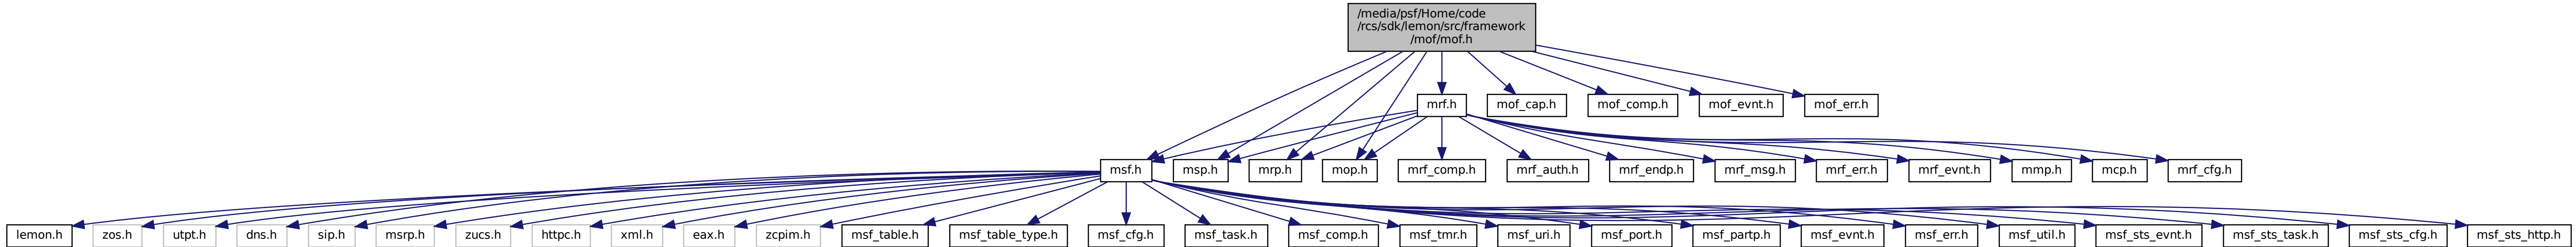 /media/psf/Home/code
/rcs/sdk/lemon/src/framework
/mof/mof.h
mrf.h
mof_cap.h
mof_comp.h
mof_evnt.h
mof_err.h
msf.h
msp.h
mrp.h
mop.h
mrf_comp.h
mrf_auth.h
mrf_endp.h
mrf_msg.h
mrf_err.h
mrf_evnt.h
mmp.h
mcp.h
mrf_cfg.h
lemon.h
zos.h
utpt.h
dns.h
sip.h
msrp.h
zucs.h
httpc.h
xml.h
eax.h
zcpim.h
msf_table.h
msf_table_type.h
msf_cfg.h
msf_task.h
msf_comp.h
msf_tmr.h
msf_uri.h
msf_port.h
msf_partp.h
msf_evnt.h
msf_err.h
msf_util.h
msf_sts_evnt.h
msf_sts_task.h
msf_sts_cfg.h
msf_sts_http.h